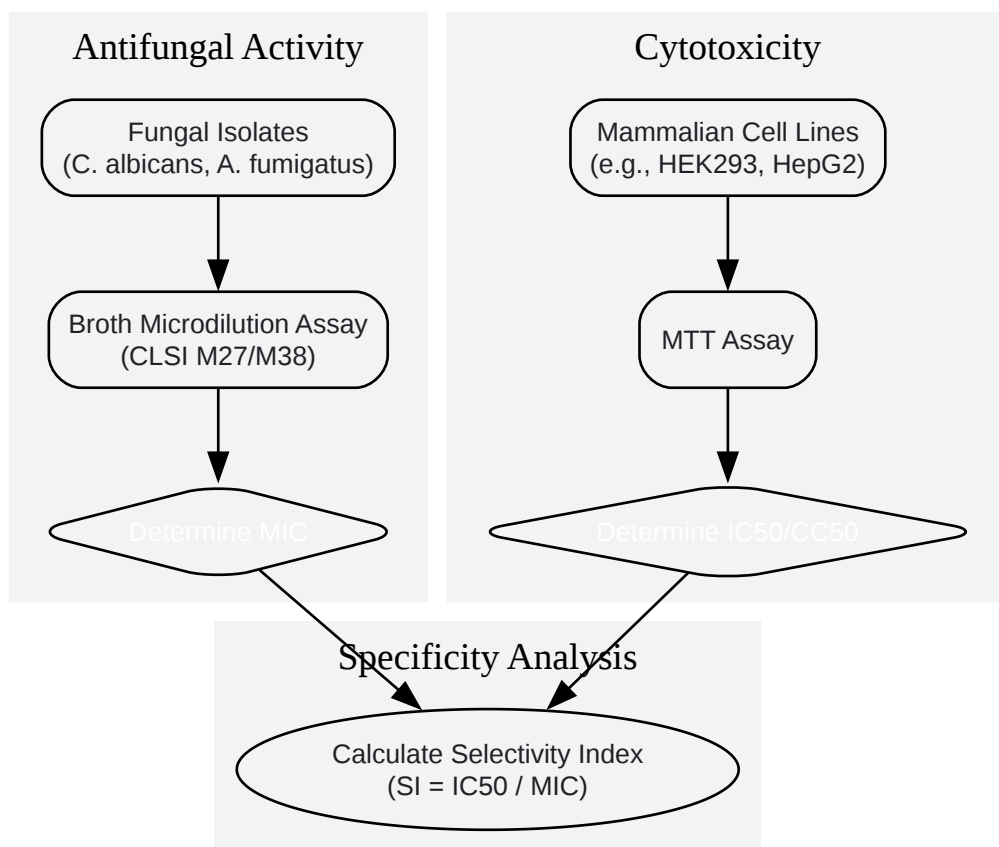 Antifungal Activity
Fungal Isolates
(C. albicans, A. fumigatus)
Broth Microdilution Assay
(CLSI M27/M38)
Determine MIC
Cytotoxicity
Mammalian Cell Lines
(e.g., HEK293, HepG2)
MTT Assay
Determine IC50/CC50
Specificity Analysis
Calculate Selectivity Index
(SI = IC50 / MIC)